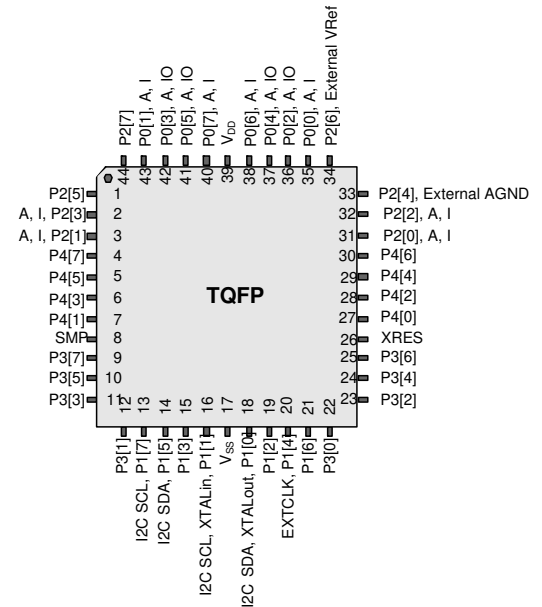 P2[7]
P0[1], A, I
P0[3], A, IO
P0[5], A, IO
P0[7], A, I
VDD
P0[6], A, I
P0[4], A, IO
P0[2], A, IO
P0[0], A, I
P2[6], External VRef
44
43
42
41
40
39
38
37
36
35
34
P2[5] 1
A, I, P2[3] 2
A, I, P2[1] 3
P4[7] 4
P4[5] 5
P4[3] 6
P4[1] 7
SMP 8
P3[7] 9
P3[5] 10
P3[3] 11
TQFP
33 P2[4], External AGND
32 P2[2], A, I
31 P2[0], A, I
30 P4[6]
29 P4[4]
28 P4[2]
27 P4[0]
26 XRES
25 P3[6]
24 P3[4]
23 P3[2]
12
13
14
15
16
17
18
19
20
21
22
P3[1]
I2C SCL, P1[7]
I2C SDA, P1[5]
P1[3]
I2C SCL, XTALin, P1[1]
VSS
I2C SDA, XTALout, P1[0]
P1[2]
EXTCLK, P1[4]
P1[6]
P3[0]